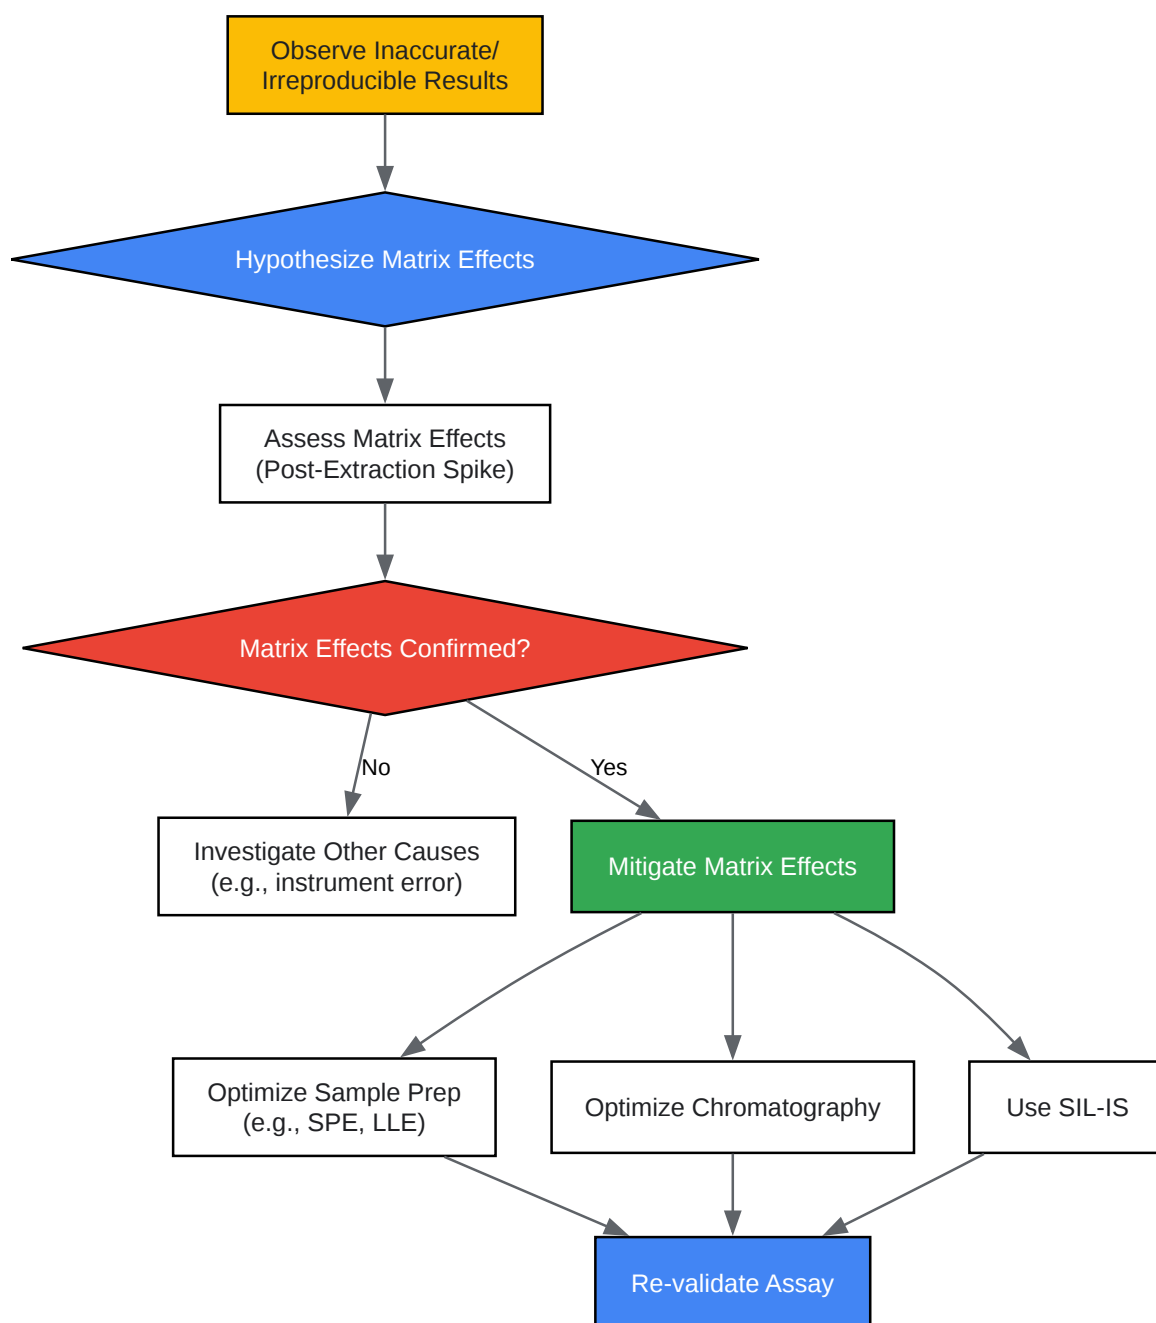 Observe Inaccurate/
Irreproducible Results
Hypothesize Matrix Effects
Assess Matrix Effects
(Post-Extraction Spike)
Matrix Effects Confirmed?
No
Yes
Investigate Other Causes
(e.g., instrument error)
Mitigate Matrix Effects
Optimize Sample Prep
(e.g., SPE, LLE)
Optimize Chromatography
Use SIL-IS
Re-validate Assay